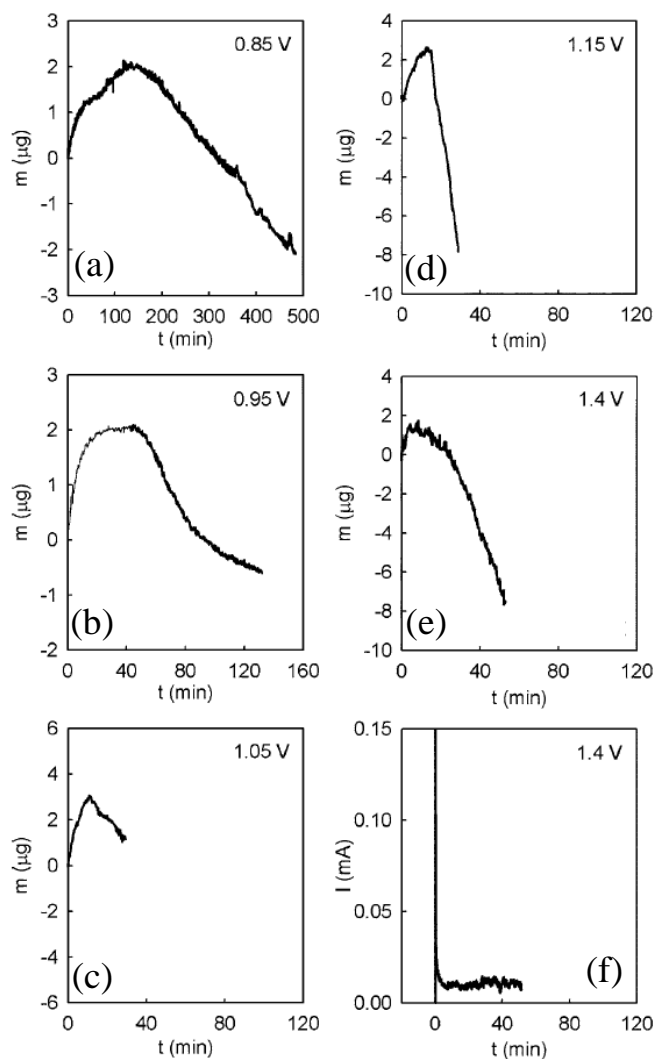 3
2
1
0
-1
-2
-3
m (μg)
0.85 V
(a)
0 100 200 300 400 500
t (min)
4
2
0
-2
-4
-6
-8
-10
m (μg)
1.15 V
(d)
0 40 80 120
t (min)
3
2
1
0
-1
-2
m (μg)
0.95 V
(b)
0 40 80 120 160
t (min)
4
2
0
-2
-4
-6
-8
-10
m (μg)
1.4 V
(e)
0 40 80 120
t (min)
6
4
2
0
-2
-4
-6
m (μg)
1.05 V
(c)
0 40 80 120
t (min)
0.15
0.10
0.05
0.00
I (mA)
1.4 V
(f)
0 40 80 120
t (min)